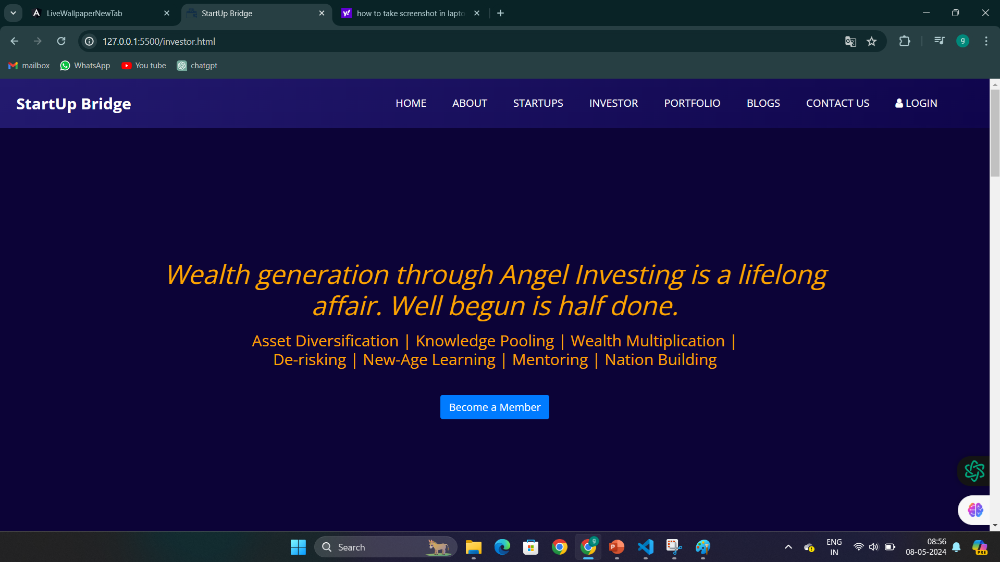 LiveWallpaperNewTab
StartUp Bridge
how to take screenshot in lapto
127.0.0.1:5500/investor.html
g
mailbox
WhatsApp
You tube
chatgpt
StartUp Bridge
HOME
ABOUT
STARTUPS
INVESTOR
PORTFOLIO
BLOGS
CONTACT US
LOGIN
Wealth generation through Angel Investing is a lifelong
affair. Well begun is half done.
Asset Diversification | Knowledge Pooling | Wealth Multiplication |
De-risking | New-Age Learning | Mentoring | Nation Building
Become a Member
Search
g
P
ENG
IN
08:56
08-05-2024
PRE